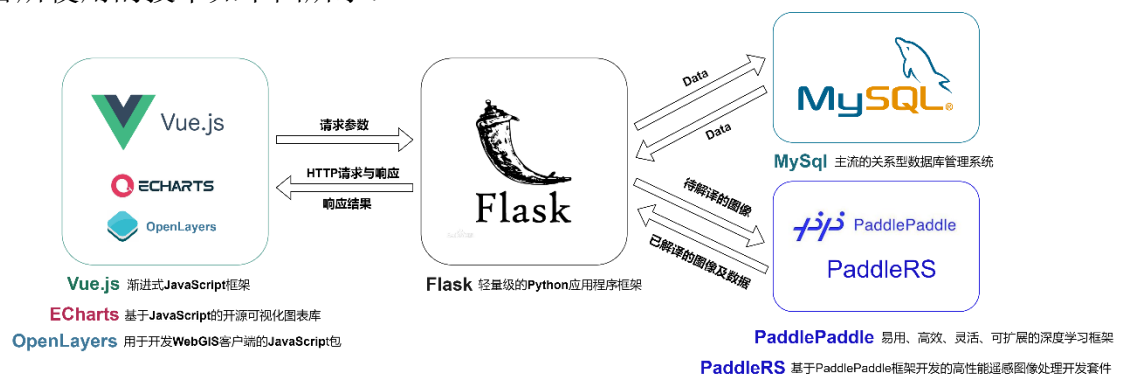 Vue.js
ECHARTS
OpenLayers
Vue.js 渐进式JavaScript框架
ECharts 基于JavaScript的开源可视化图表库
OpenLayers 用于开发WebGIS客户端的JavaScript包
请求参数
HTTP请求与响应
响应结果
Flask
Flask 轻量级的Python应用程序框架
Data
Data
MySQL®
MySql 主流的关系型数据库管理系统
待解译的图像
已解译的图像及数据
PaddlePaddle
PaddleRS
PaddlePaddle 易用、高效、灵活、可扩展的深度学习框架
PaddleRS 基于PaddlePaddle框架开发的高性能遥感图像处理开发套件